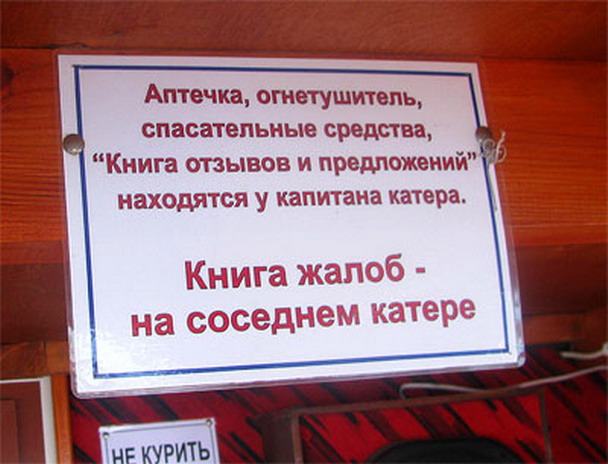 Аптечка, огнетушитель,
спасательные средства,
“Книга отзывов и предложений”
находятся у капитана катера.
Книга жалоб -
на соседнем катере
НЕ КУРИТЬ